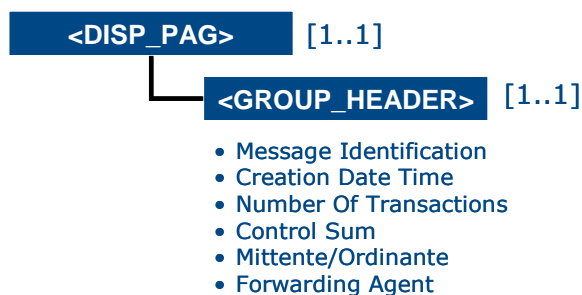 <DISP_PAG> [1..1]
<GROUP_HEADER> [1..1]
• Message Identification
• Creation Date Time
• Number Of Transactions
• Control Sum
• Mittente/Ordinante
• Forwarding Agent